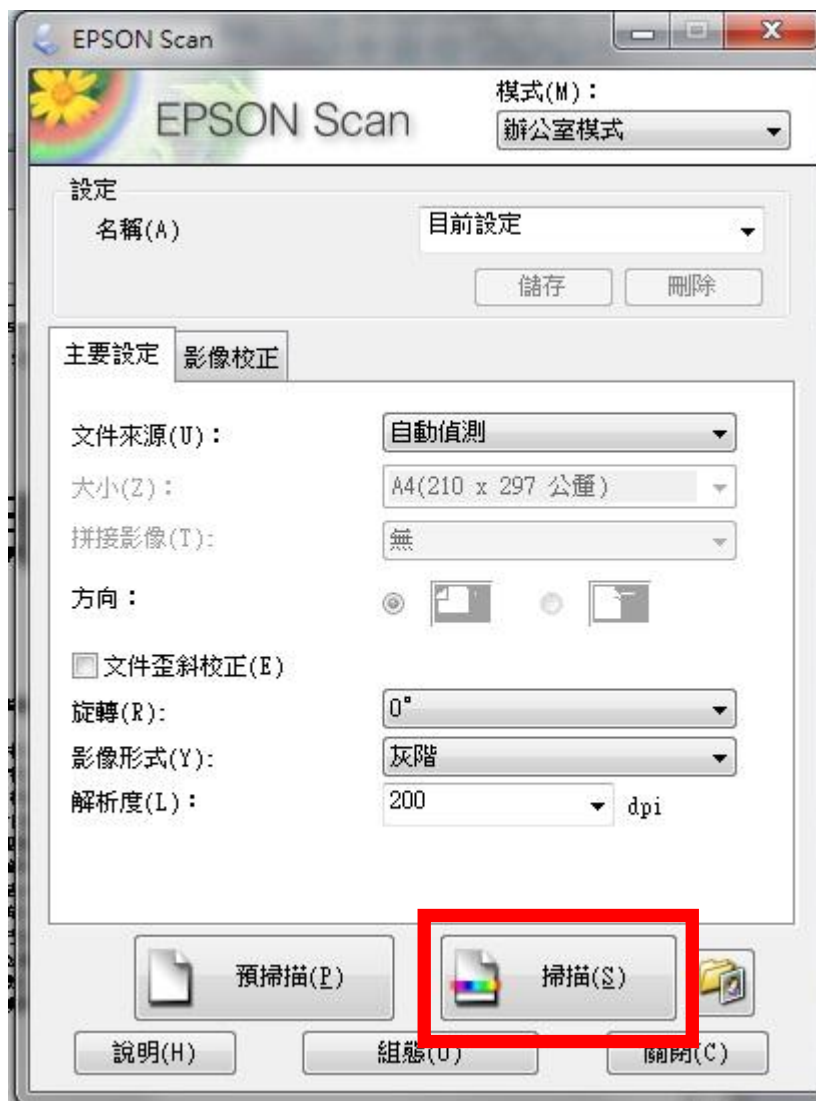 EPSON Scan
EPSON Scan
模式(M)：
辦公室模式
設定
名稱(A)
目前設定
儲存
刪除
主要設定
影像校正
文件來源(U)：
自動偵測
大小(Z)：
A4(210 x 297 公釐)
拼接影像(T):
無
方向：
文件歪斜校正(E)
旋轉(R):
0°
影像形式(Y):
灰階
解析度(L)：
200
dpi
預掃描(P)
掃描(S)
說明(H)
組態(O)
關閉(C)